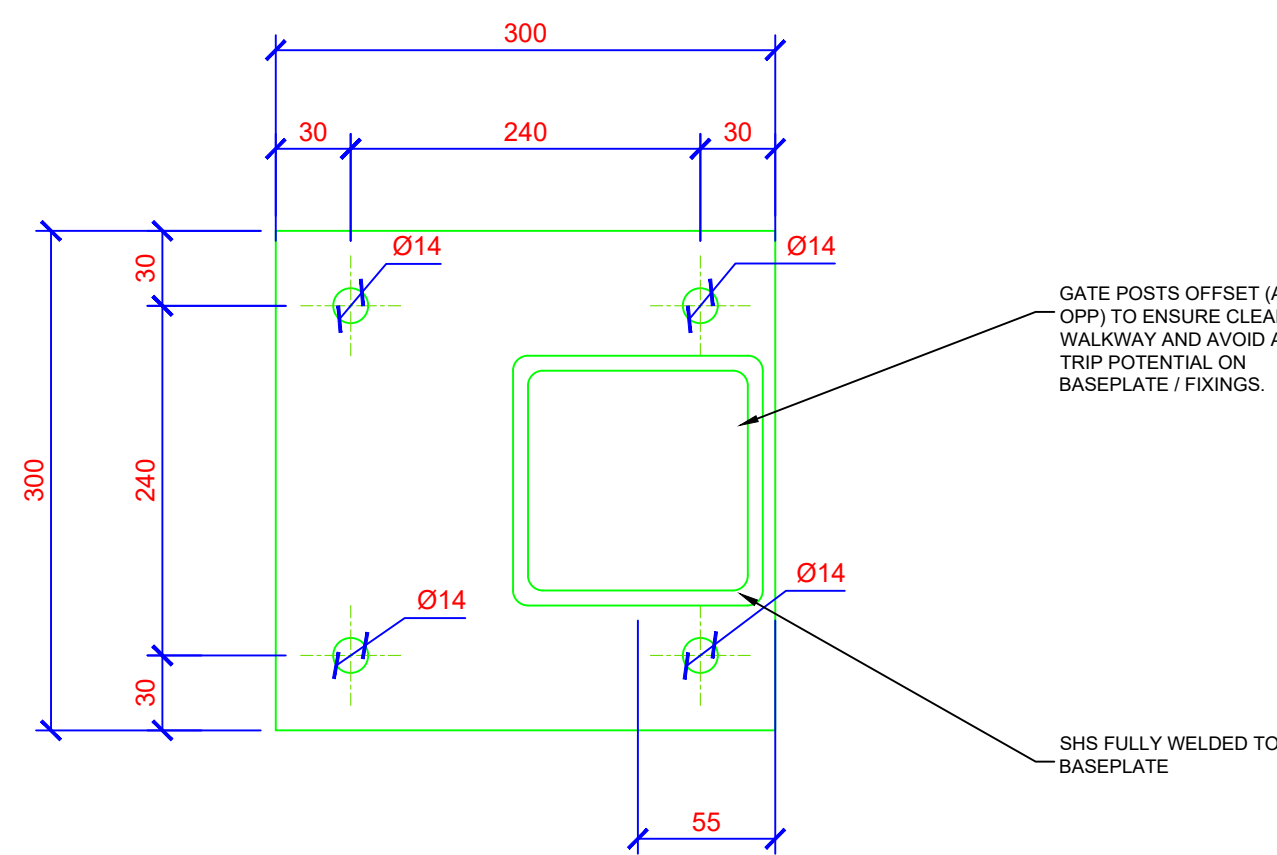 300
30 240 30
Ø14 Ø14
30
GATE POSTS OFFSET
OPP) TO ENSURE
WALKWAY AND AVOID
TRIP POTENTIAL ON
BASEPLATE / FIXINGS.
300
240
Ø14
Ø14
30
SHS FULLY WELDED TO
BASEPLATE
55